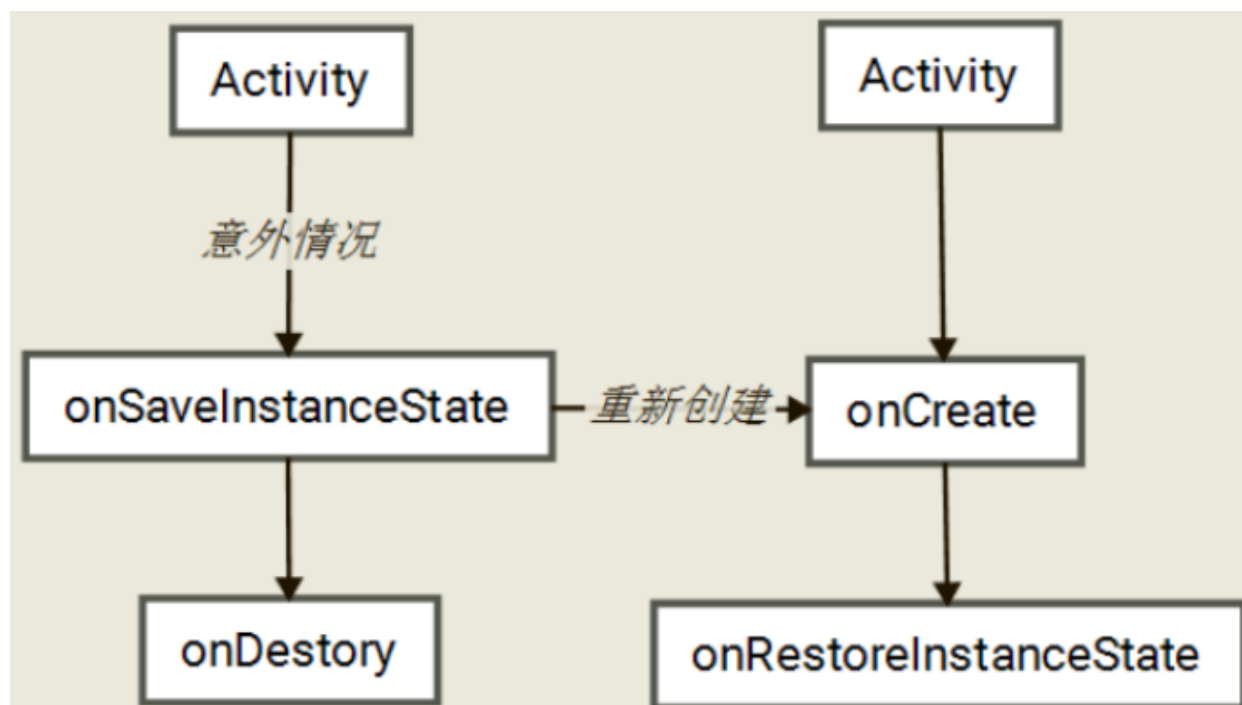 Activity
Activity
意外情况
onSaveInstanceState
重新创建
onCreate
onDestory
onRestoreInstanceState